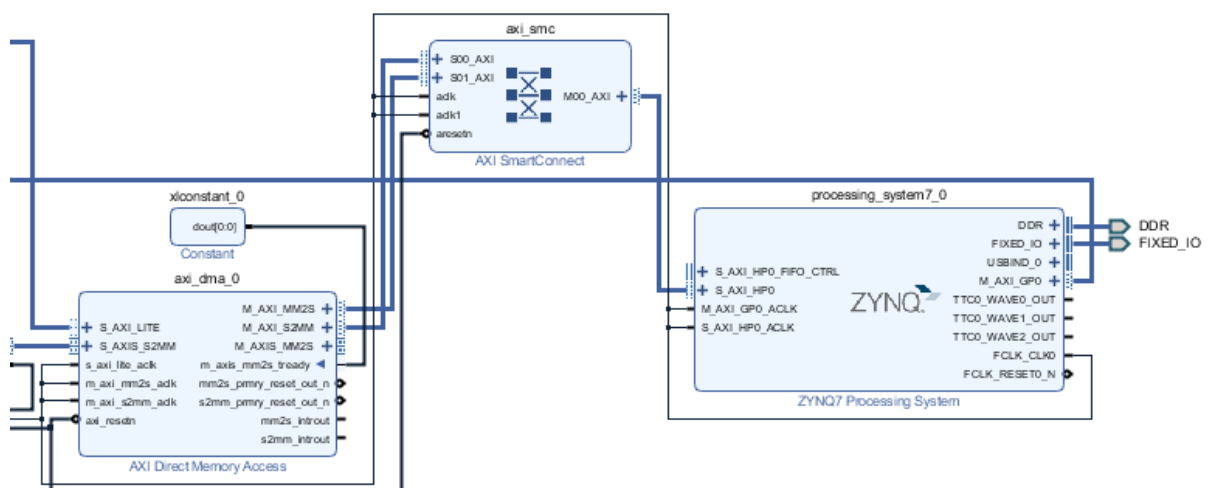 axi_smc
S00_AXI
S01_AXI
aclk
aclk1
aresetn
M00_AXI
AXI SmartConnect
xlconstant_0
dout[0:0]
Constant
axi_dma_0
S_AXI_LITE
S_AXIS_S2MM
s_axi_lite_aclk
m_axi_mm2s_aclk
m_axi_s2mm_aclk
axi_resetn
M_AXI_MM2S
M_AXI_S2MM
M_AXIS_MM2S
m_axis_mm2s_tready
mm2s_prmry_reset_out_n
s2mm_prmry_reset_out_n
mm2s_introut
s2mm_introut
AXI Direct Memory Access
processing_system7_0
S_AXI_HP0_FIFO_CTRL
S_AXI_HP0
M_AXI_GP0_ACLK
S_AXI_HP0_ACLK
ZYNQ
DDR
FIXED_IO
USBIND_0
M_AXI_GP0
TTC0_WAVE0_OUT
TTC0_WAVE1_OUT
TTC0_WAVE2_OUT
FCLK_CLK0
FCLK_RESET0_N
ZYNQ7 Processing System
DDR
FIXED_IO